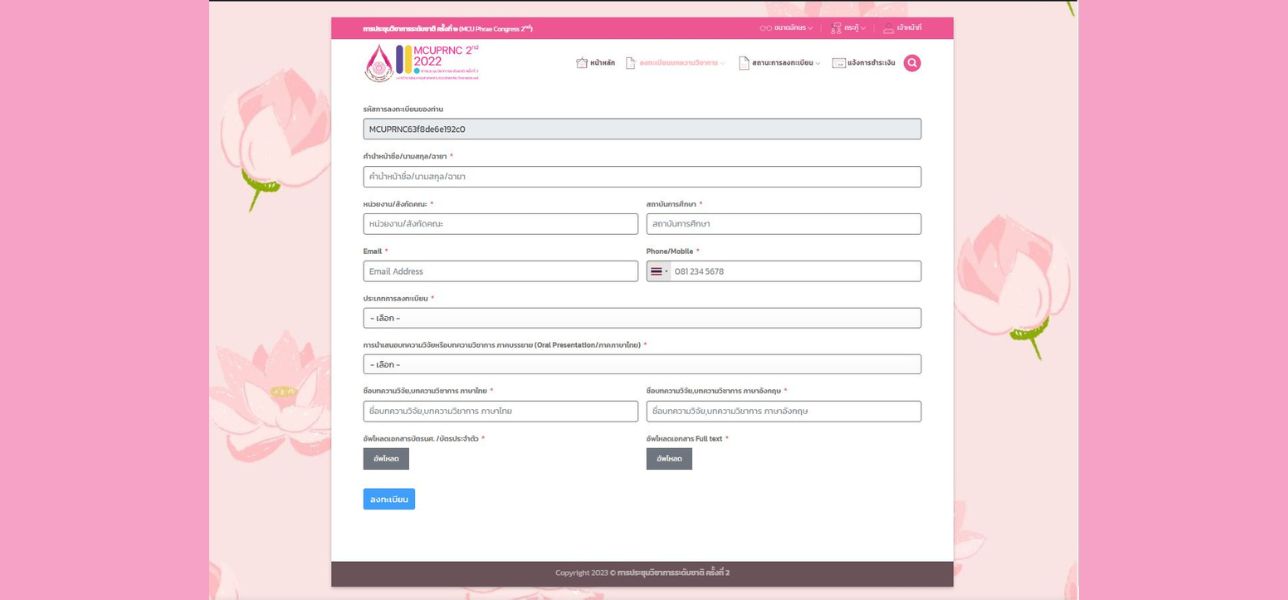 การประชุมวิชาการระดับชาติ ครั้งที่ ๒ (MCU Phrae Congress 2nd)
ขนาดอักษร
กระทู้
เจ้าหน้าที่
MCUPRNC 2nd
2022
หน้าหลัก
ลงทะเบียนบทความวิชาการ
สถานะการลงทะเบียน
แจ้งการชำระเงิน
รหัสการลงทะเบียนของท่าน
MCUPRNC63f8de6e192c0
คำนำหน้าชื่อ/นามสกุล/ฉายา *
คำนำหน้าชื่อ/นามสกุล/ฉายา
หน่วยงาน/สังกัดคณะ *
สถาบันการศึกษา *
หน่วยงาน/สังกัดคณะ
สถาบันการศึกษา
Email *
Phone/Mobile *
Email Address
081 234 5678
ประเภทการลงทะเบียน *
- เลือก -
การนำเสนอบทความวิจัยหรือบทความวิชาการ ภาคบรรยาย (Oral Presentation/ภาคภาษาไทย) *
- เลือก -
ชื่อบทความวิจัย,บทความวิชาการ ภาษาไทย *
ชื่อบทความวิจัย,บทความวิชาการ ภาษาอังกฤษ *
ชื่อบทความวิจัย,บทความวิชาการ ภาษาไทย
ชื่อบทความวิจัย,บทความวิชาการ ภาษาอังกฤษ
อัพโหลดเอกสารบัตรนศ. /บัตรประจำตัว *
อัพโหลดเอกสาร Full text *
อัพโหลด
อัพโหลด
ลงทะเบียน
Copyright 2023 © การประชุมวิชาการระดับชาติ ครั้งที่ 2